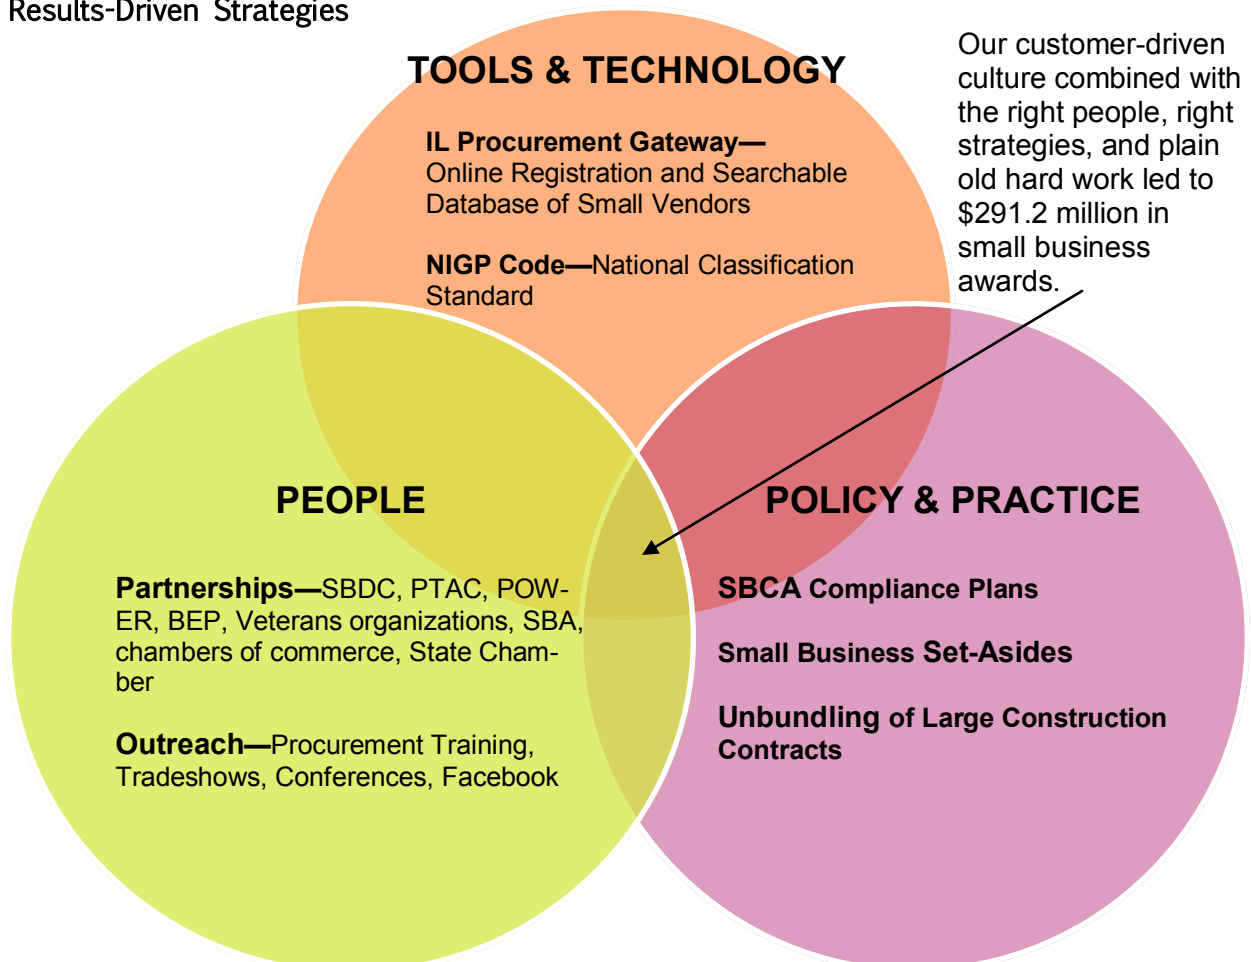 Results-Driven Strategies
TOOLS & TECHNOLOGY
IL Procurement Gateway—
Online Registration and Searchable
Database of Small Vendors
NIGP Code—National Classification
Standard
Our customer-driven
culture combined with
the right people, right
strategies, and plain
old hard work led to
$291.2 million in
small business
awards.
PEOPLE
Partnerships—SBDC, PTAC, POW-
ER, BEP, Veterans organizations, SBA,
chambers of commerce, State Cham-
ber
Outreach—Procurement Training,
Tradeshows, Conferences, Facebook
POLICY & PRACTICE
SBCA Compliance Plans
Small Business Set-Asides
Unbundling of Large Construction
Contracts